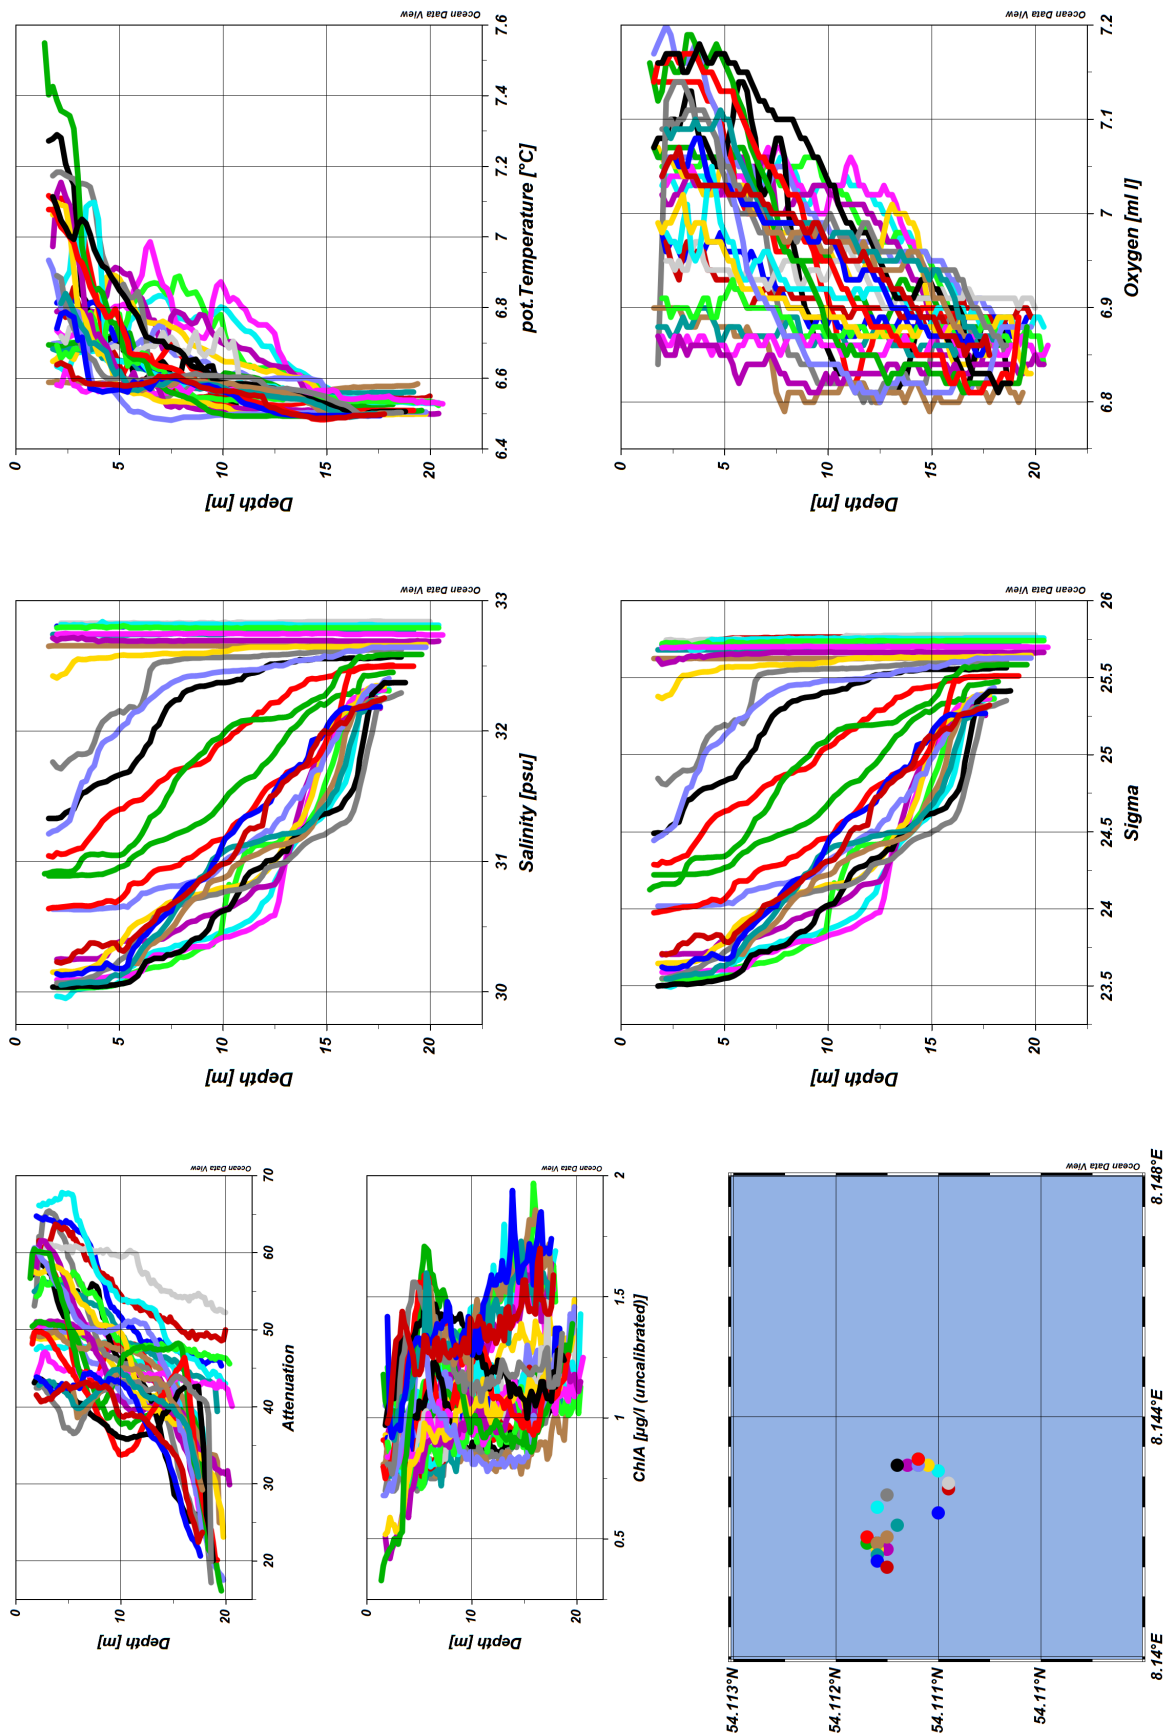 Ocean Data View
7.6
7.4
7.2
7
6.8
6.6
6.4
pot.Temperature [°C]
0
5
10
15
20
Depth [m]
Ocean Data View
7.2
7.1
7
6.9
6.8
Oxygen [ml l]
0
5
10
15
20
Depth [m]
Ocean Data View
33
32
31
30
Salinity [psu]
0
5
10
15
20
Depth [m]
Ocean Data View
26
25.5
25
24.5
24
23.5
Sigma
0
5
10
15
20
Depth [m]
Ocean Data View
70
60
50
40
30
20
Attenuation
0
10
20
Depth [m]
Ocean Data View
2
1.5
1
0.5
ChlA [µg/l (uncalibrated)]
0
10
20
Depth [m]
Ocean Data View
8.148°E
8.144°E
8.14°E
54.113°N
54.112°N
54.111°N
54.11°N